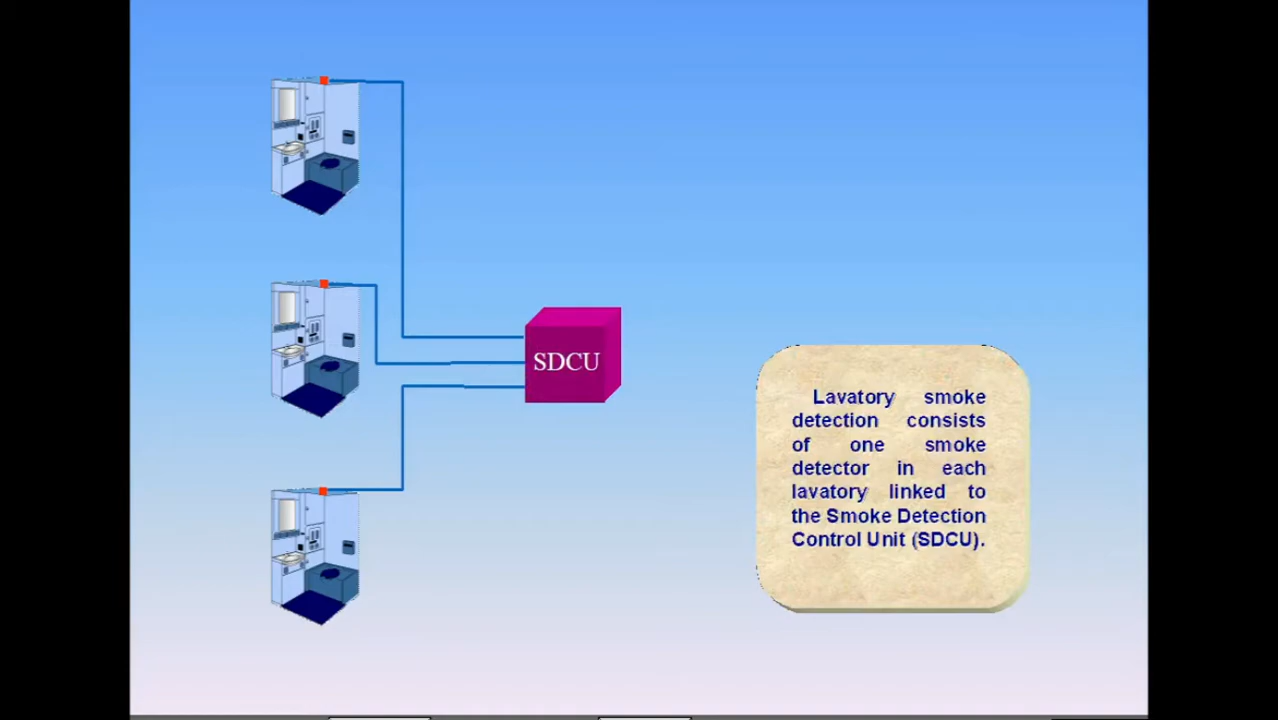 SDCU
Lavatory smoke
detection consists
of one smoke
detector in each
lavatory linked to
the Smoke Detection
Control Unit (SDCU).